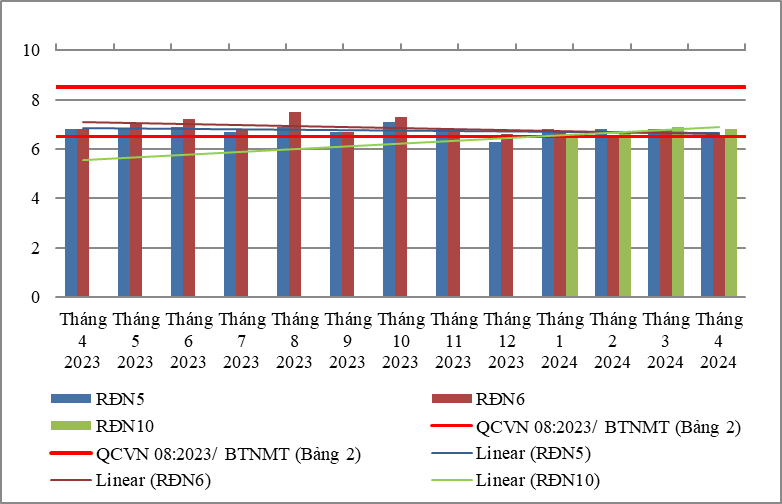 10
8
6
4
2
0
Tháng 4 2023
Tháng 5 2023
Tháng 6 2023
Tháng 7 2023
Tháng 8 2023
Tháng 9 2023
Tháng 10 2023
Tháng 11 2023
Tháng 12 2023
Tháng 1 2024
Tháng 2 2024
Tháng 3 2024
Tháng 4 2024
RĐN5
RĐN6
RĐN10
QCVN 08:2023/ BTNMT (Bảng 2)
QCVN 08:2023/ BTNMT (Bảng 2)
Linear (RĐN5)
Linear (RĐN6)
Linear (RĐN10)